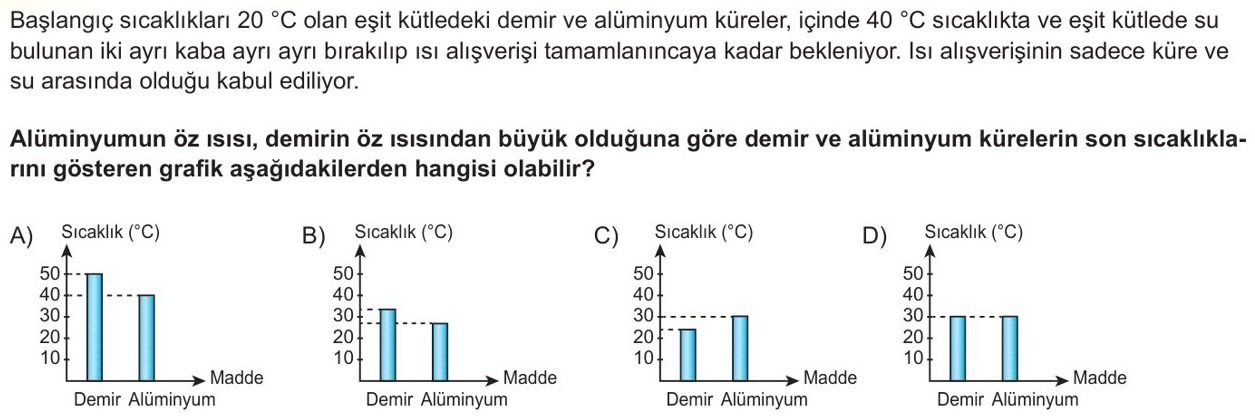 Başlangıç sıcaklıkları 20 °C olan eşit kütledeki demir ve alüminyum küreler, içinde 40 °C sıcaklıkta ve eşit kütlede su
bulunan iki ayrı kaba ayrı ayrı bırakılıp ısı alışverişi tamamlanıncaya kadar bekleniyor. Isı alışverişinin sadece küre ve
su arasında olduğu kabul ediliyor.
Alüminyumun öz ısısı, demirin öz ısısından büyük olduğuna göre demir ve alüminyum kürelerin son sıcaklıkla-
rını gösteren grafik aşağıdakilerden hangisi olabilir?
A) Sıcaklık (°C)
50
40
30
20
10
Madde
Demir Alüminyum
B) Sıcaklık (°C)
50
40
30
20
10
Madde
Demir Alüminyum
C) Sıcaklık (°C)
50
40
30
20
10
Madde
Demir Alüminyum
D) Sıcaklık (°C)
50
40
30
20
10
Madde
Demir Alüminyum